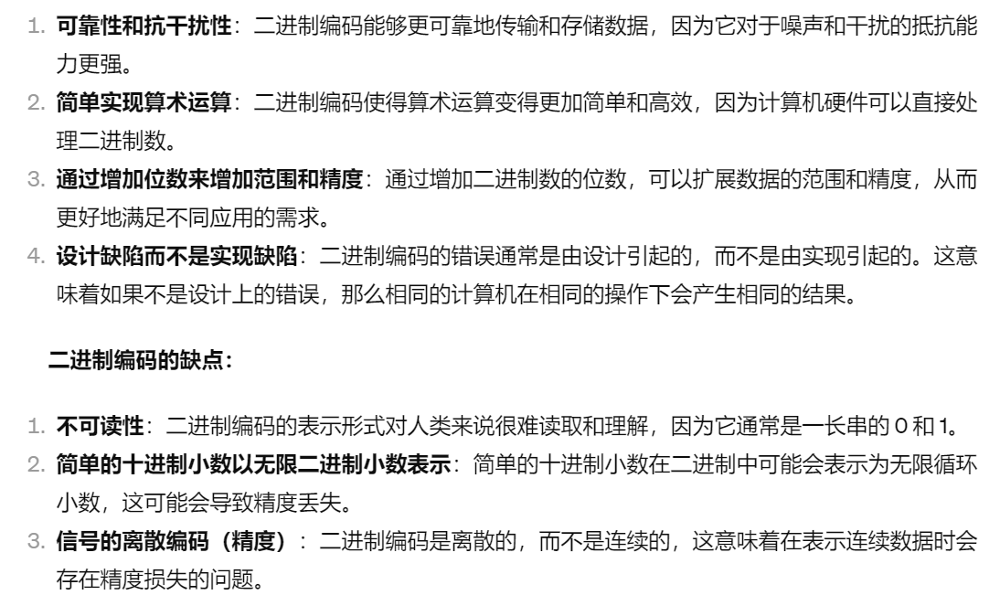 1. 可靠性和抗干扰性：二进制编码能够更可靠地传输和存储数据，因为它对于噪声和干扰的抵抗能
力更强。
2. 简单实现算术运算：二进制编码使得算术运算变得更加简单和高效，因为计算机硬件可以直接处
理二进制数。
3. 通过增加位数来增加范围和精度：通过增加二进制数的位数，可以扩展数据的范围和精度，从而
更好地满足不同应用的需求。
4. 设计缺陷而不是实现缺陷：二进制编码的错误通常是由设计引起的，而不是由实现引起的。这意
味着如果不是设计上的错误，那么相同的计算机在相同的操作下会产生相同的结果。
二进制编码的缺点：
1. 不可读性：二进制编码的表示形式对人类来说很难读取和理解，因为它通常是一长串的 0 和 1。
2. 简单的十进制小数以无限二进制小数表示：简单的十进制小数在二进制中可能会表示为无限循环
小数，这可能会导致精度丢失。
3. 信号的离散编码（精度）：二进制编码是离散的，而不是连续的，这意味着在表示连续数据时会
存在精度损失的问题。